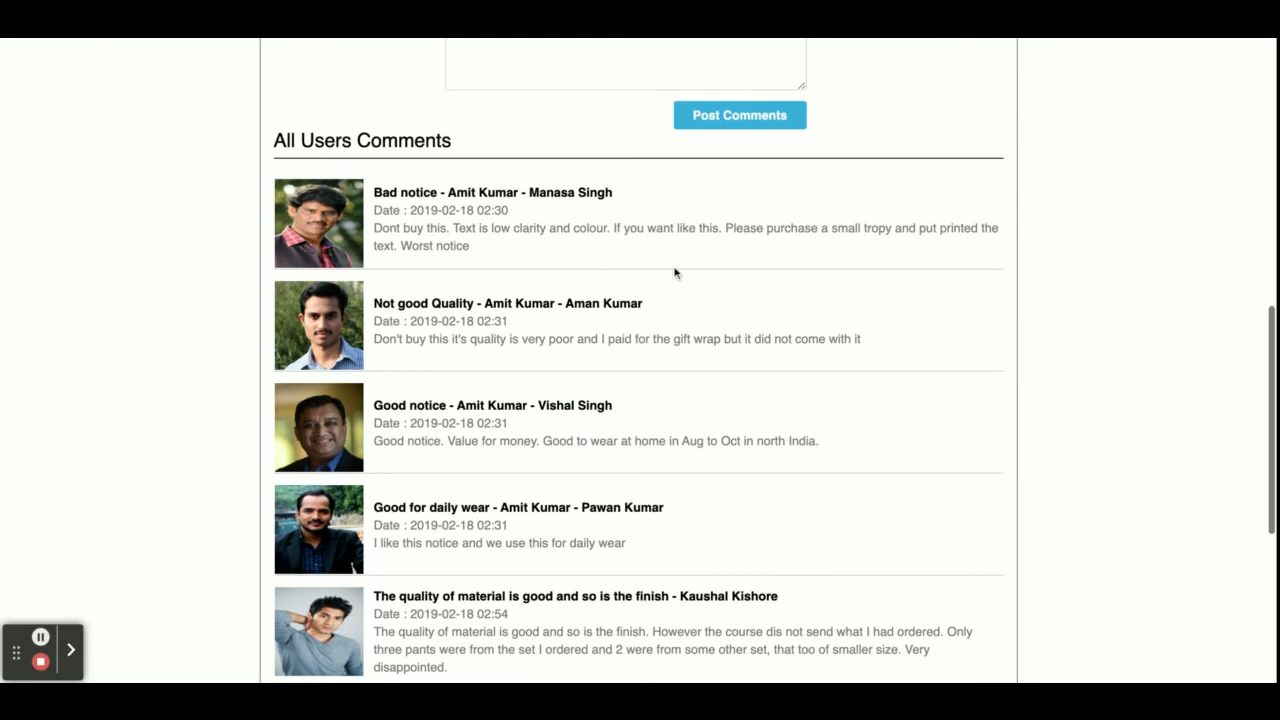 Post Comments
All Users Comments
Bad notice - Amit Kumar - Manasa Singh
Date : 2019-02-18 02:30
Dont buy this. Text is low clarity and colour. If you want like this. Please purchase a small tropy and put printed the
text. Worst notice
Not good Quality - Amit Kumar - Aman Kumar
Date : 2019-02-18 02:31
Don't buy this it's quality is very poor and I paid for the gift wrap but it did not come with it
Good notice - Amit Kumar - Vishal Singh
Date : 2019-02-18 02:31
Good notice. Value for money. Good to wear at home in Aug to Oct in north India.
Good for daily wear - Amit Kumar - Pawan Kumar
Date : 2019-02-18 02:31
I like this notice and we use this for daily wear
The quality of material is good and so is the finish - Kaushal Kishore
Date : 2019-02-18 02:54
The quality of material is good and so is the finish. However the course dis not send what I had ordered. Only
three pants were from the set I ordered and 2 were from some other set, that too of smaller size. Very
disappointed.